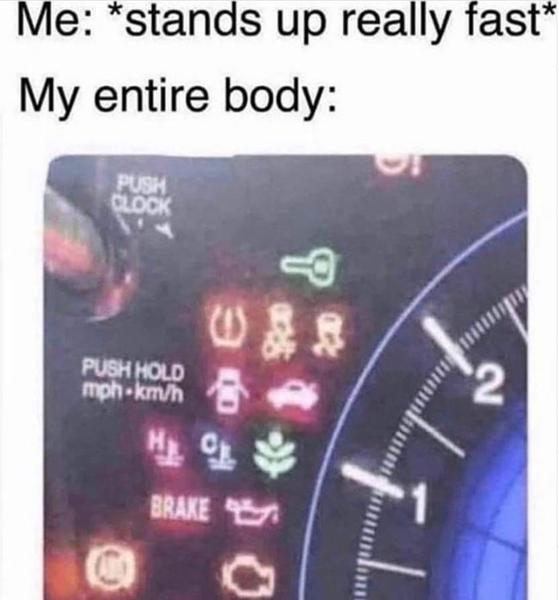 Me: *stands up really fast*
My entire body:
PUSH
CLOCK
PUSH HOLD
mph•km/h
H
C
BRAKE
2
1